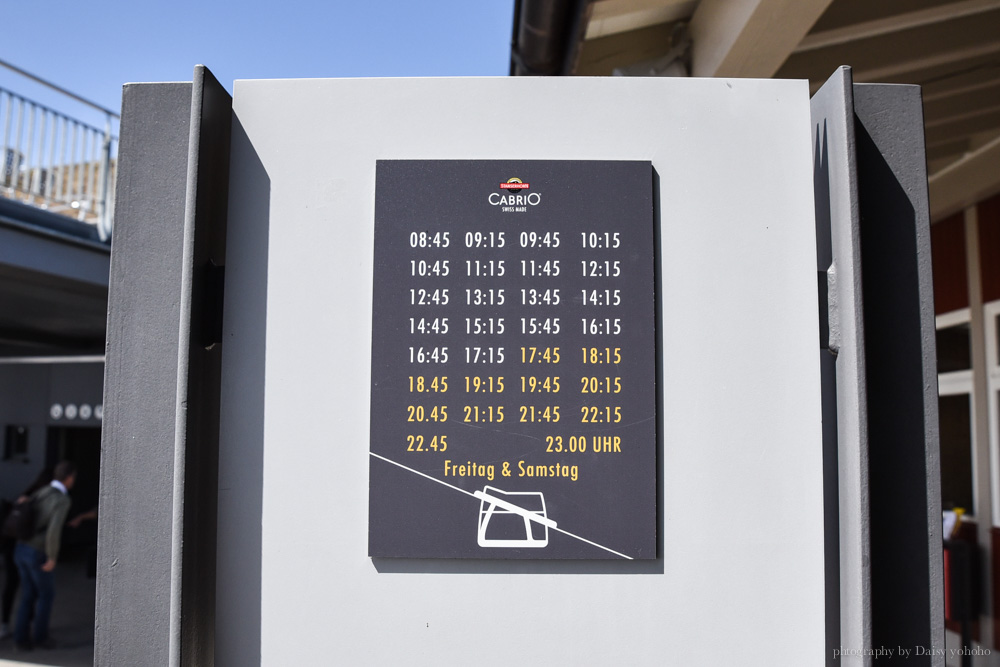 STANSERHORN
CABRIO®
SWISS MADE
08:45 09:15 09:45 10:15
10:45 11:15 11:45 12:15
12:45 13:15 13:45 14:15
14:45 15:15 15:45 16:15
16:45 17:15 17:45 18:15
18.45 19:15 19:45 20:15
20.45 21:15 21:45 22:15
22.45 23.00 UHR
Freitag & Samstag
photography by Daisy yohoho